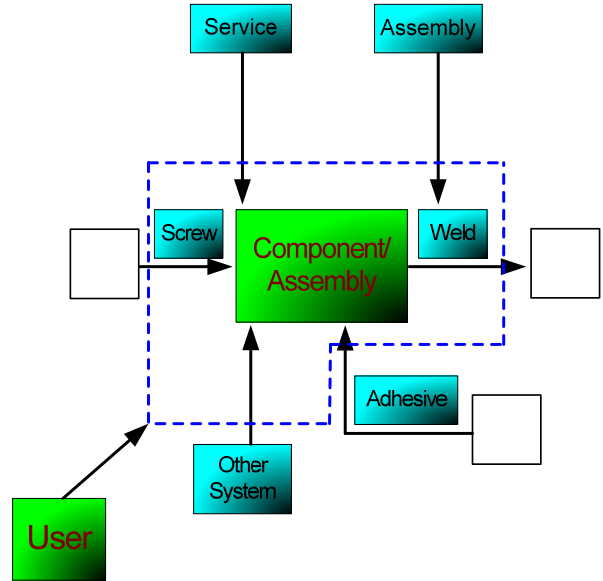 Service
Assembly
Screw
Component/
Assembly
Weld
Adhesive
Other
System
User